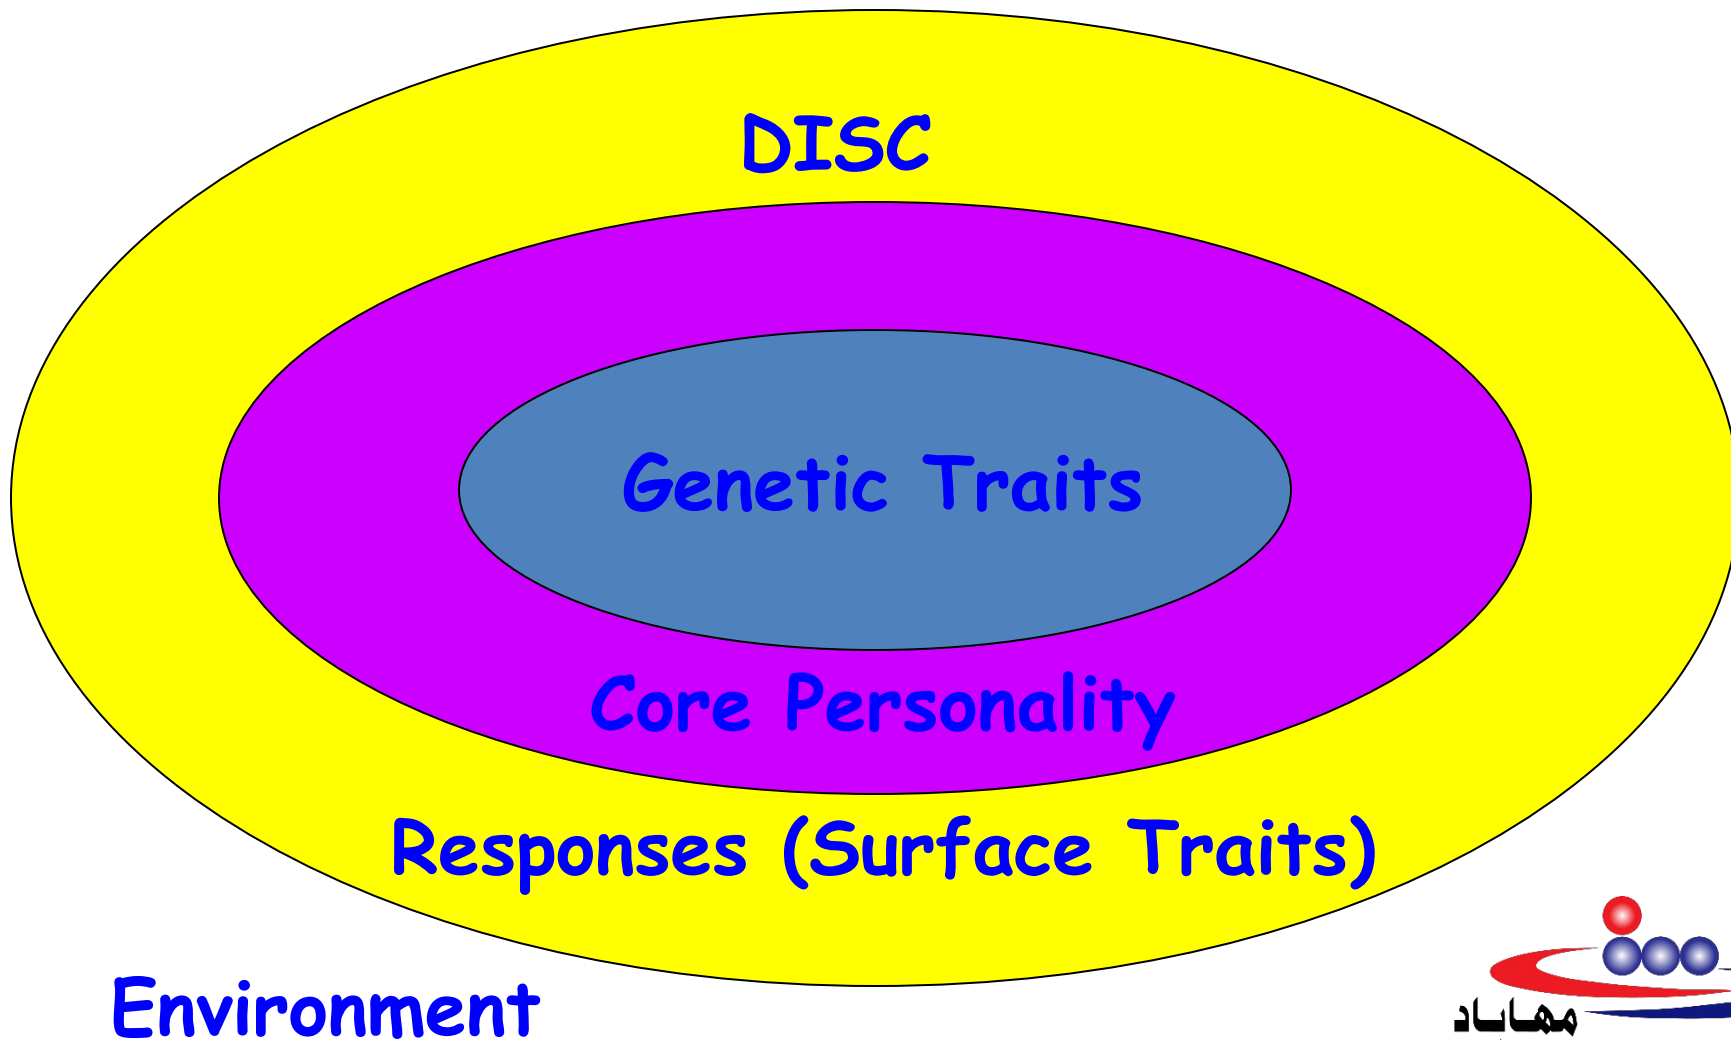 DISC
Genetic Traits
Core Personality
Responses (Surface Traits)
Environment
مهاباد